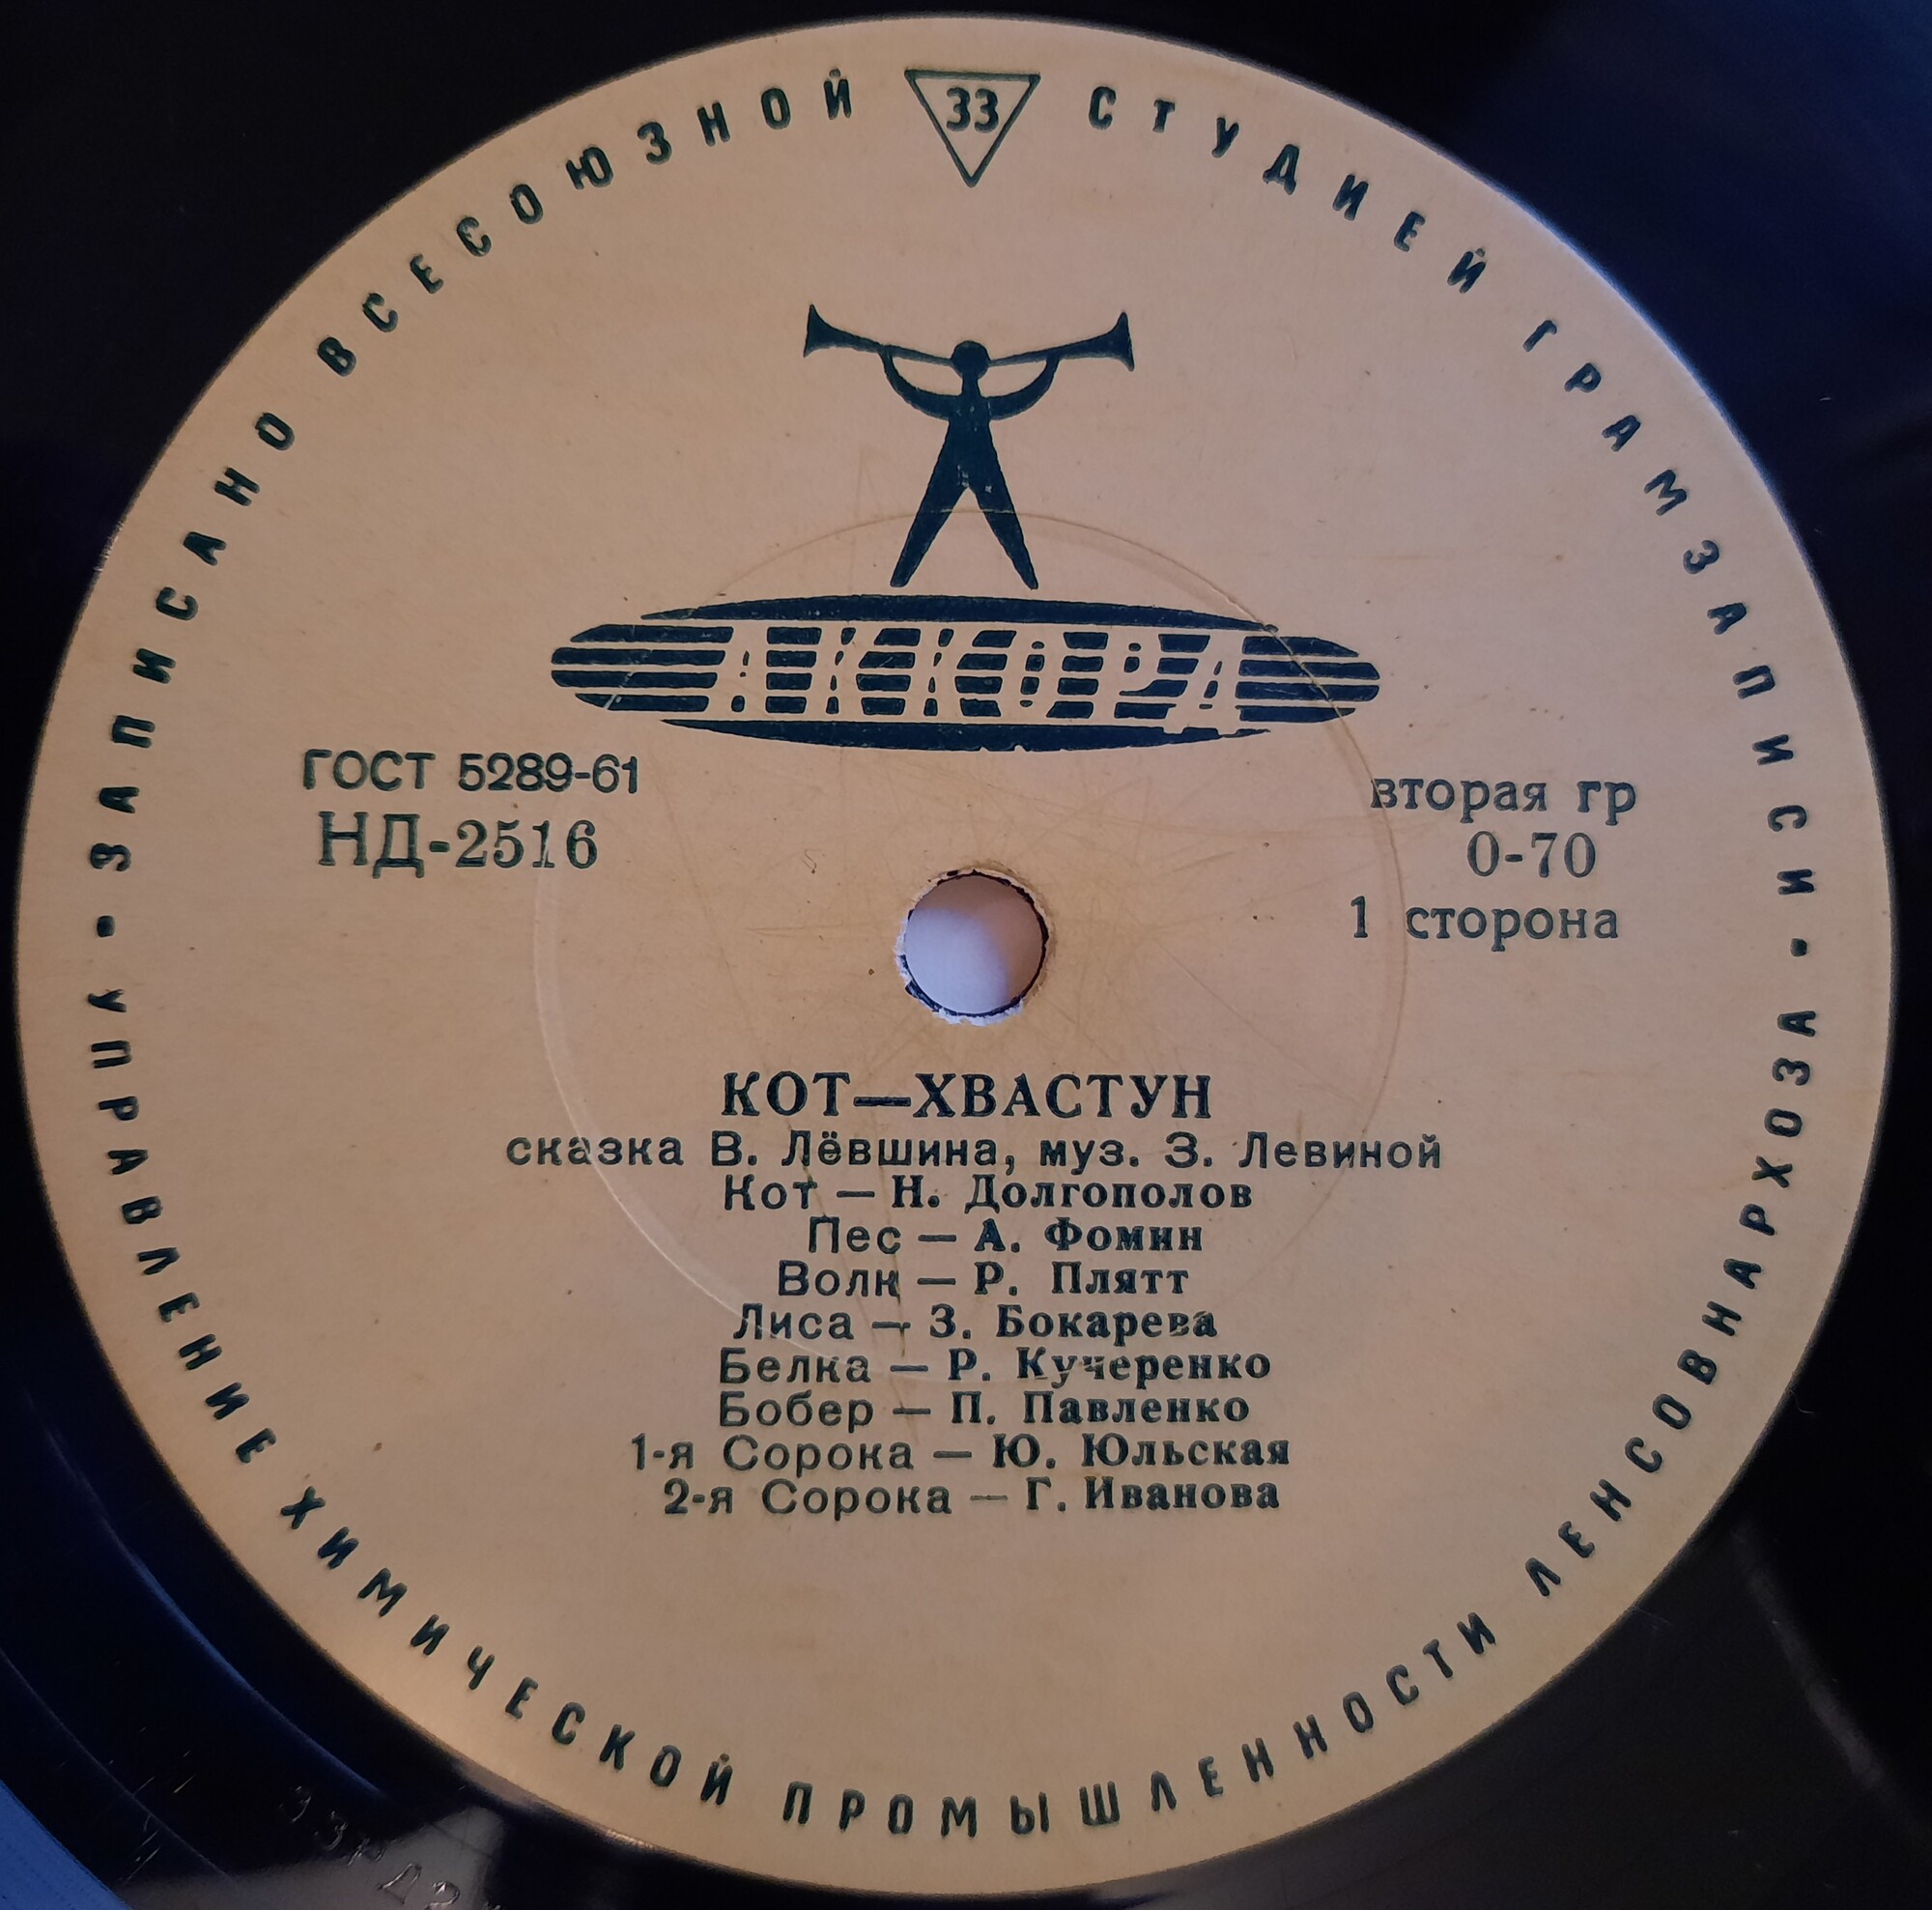 ЗАПИСАНО ВСЕСОЮЗНОЙ СТУДИЕЙ ГРАМЗАПИСИ
33
АККОРД
ГОСТ 5289-61
НД-2516
вторая гр
0-70
1 сторона
КОТ—ХВАСТУН
сказка В. Лёвшина, муз. З. Левиной
Кот — Н. Долгополов
Пес — А. Фомин
Волк — Р. Плятт
Лиса — З. Бокарева
Белка — Р. Кучеренко
Бобер — П. Павленко
1-я Сорока — Ю. Юльская
2-я Сорока — Г. Иванова
УПРАВЛЕНИЕ ХИМИЧЕСКОЙ ПРОМЫШЛЕННОСТИ ЛЕНСОВНАРХОЗА